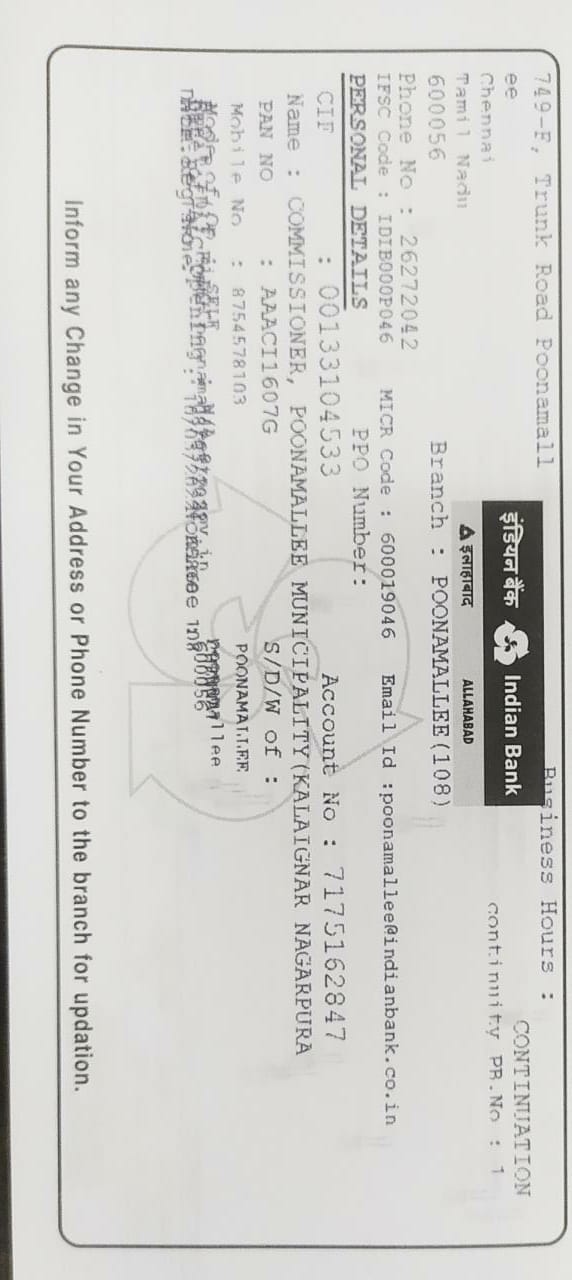 Business Hours :
CONTINUATION
749-F, Trunk Road Poonamall
ee
इंडियन बैंक Indian Bank
continuity PB.No : 1
Chennai
इलाहाबाद ALLAHABAD
Tamil Nadu
600056
Branch : POONAMALLEE(108)
Phone No : 26272042
IFSC Code : IDIB000P046 MICR Code : 600019046 Email Id :poonamallee@indianbank.co.in
PERSONAL DETAILS PPO Number:
CIF : 00133104533 Account No : 7175162847
Name : COMMISSIONER, POONAMALLEE MUNICIPALITY(KALAIGNAR NAGARPURA
PAN NO : AAACI1607G S/D/W of :
Mobile No : 8754578103 POONAMALLEE
Inform any Change in Your Address or Phone Number to the branch for updation.